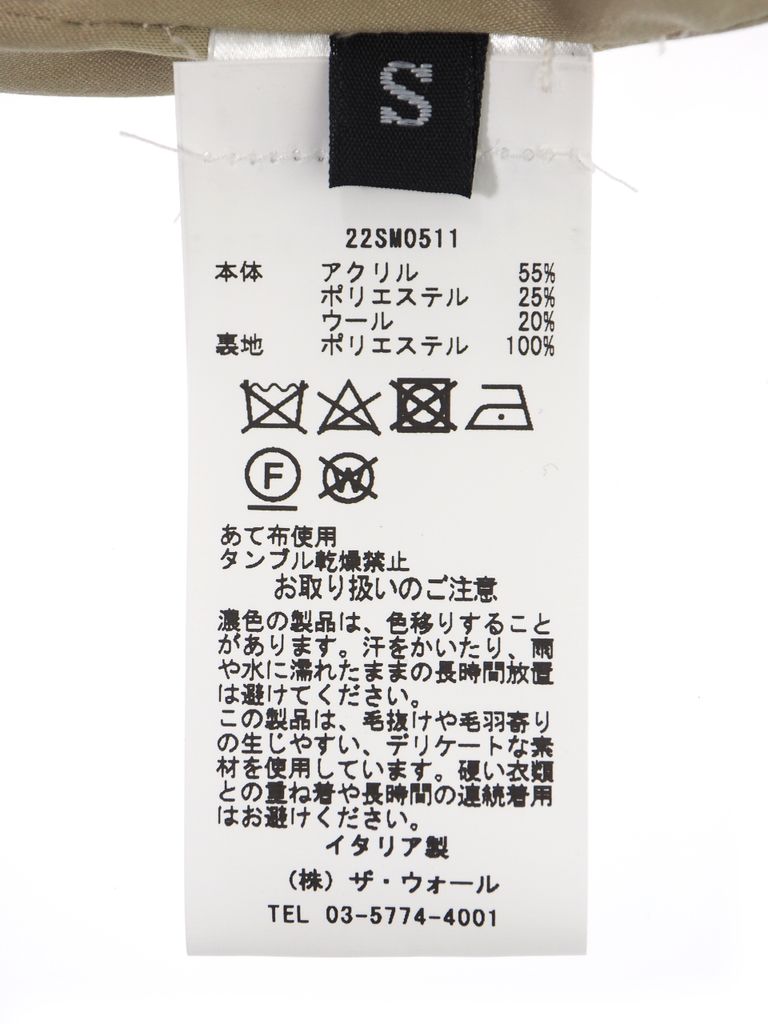 S
22SM0511
本体 アクリル 55%
ポリエステル 25%
ウール 20%
裏地 ポリエステル 100%
F
W
あて布使用
タンブル乾燥禁止
お取り扱いのご注意
濃色の製品は、色移りすること
があります。汗をかいたり、雨
や水に濡れたままの長時間放置
は避けてください。
この製品は、毛抜けや毛羽寄り
の生じやすい、デリケートな素
材を使用しています。硬い衣類
との重ね着や長時間の連続着用
はお避けください。
イタリア製
（株）ザ・ウォール
TEL 03-5774-4001